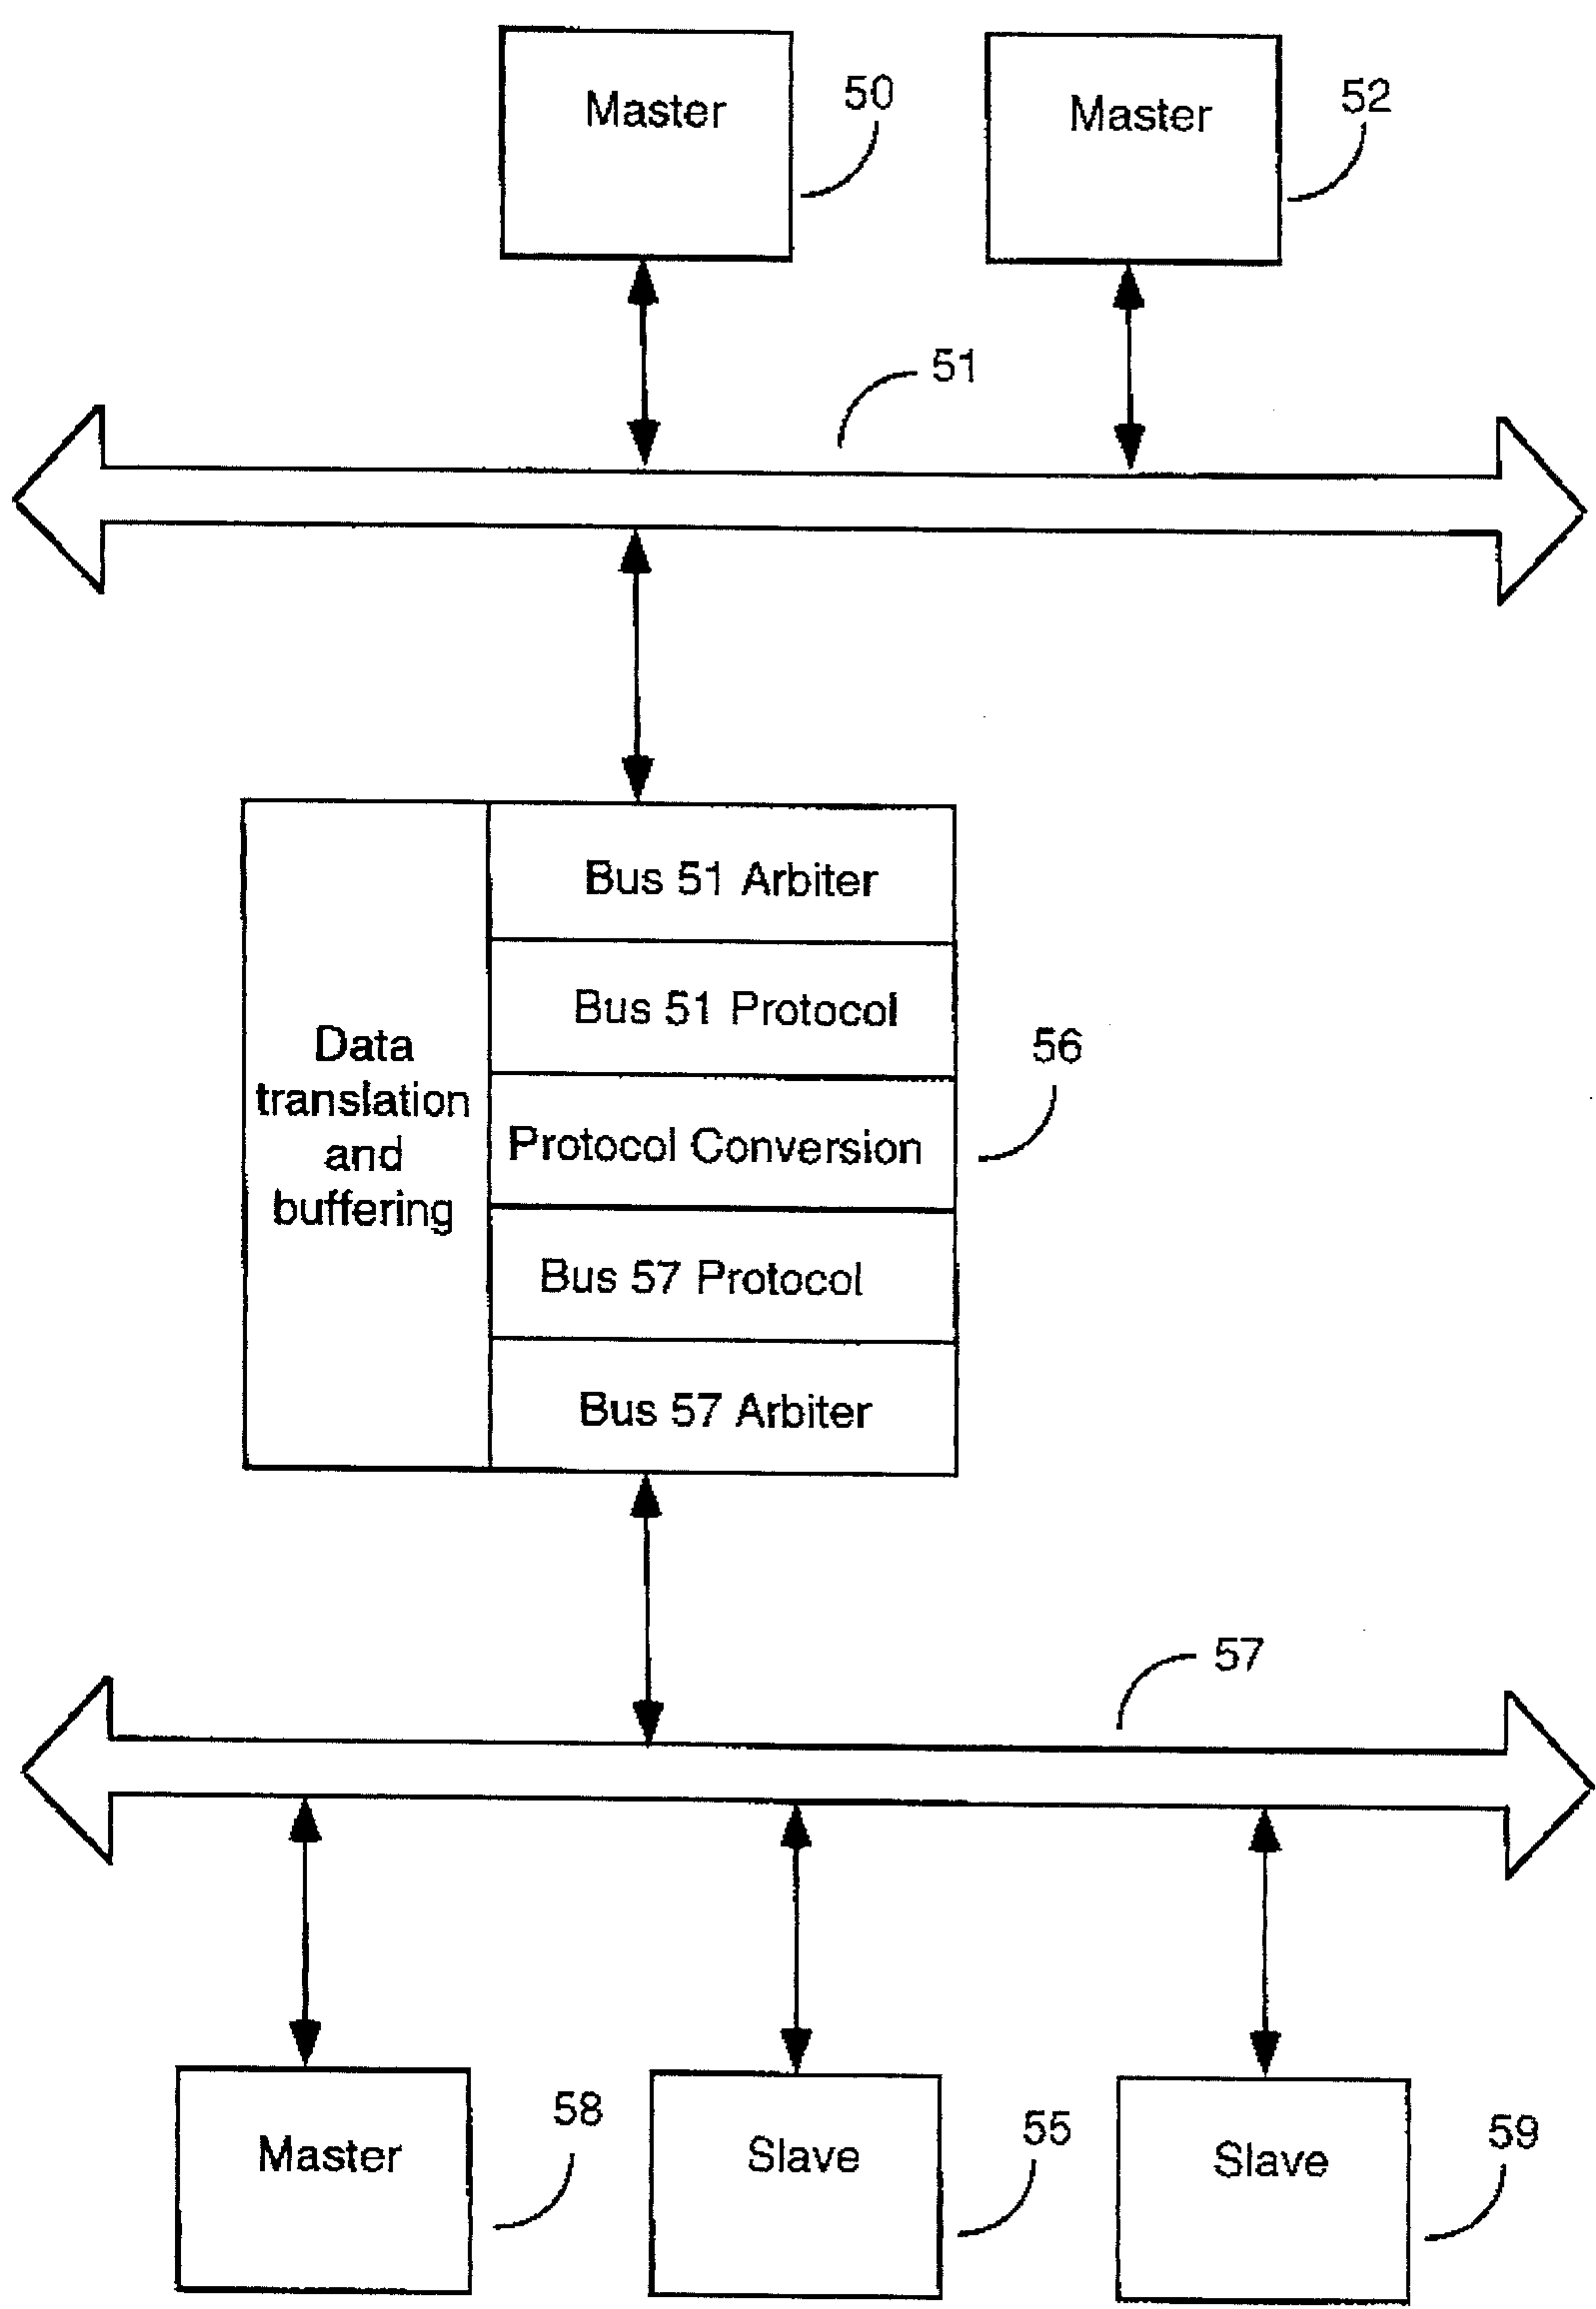 Master
50
Master
52
51
Bus 51 Arbiter
Bus 51 Protocol
Data
translation
and
buffering
56
Protocol Conversion
Bus 57 Protocol
Bus 57 Arbiter
57
Master
58
Slave
55
Slave
59